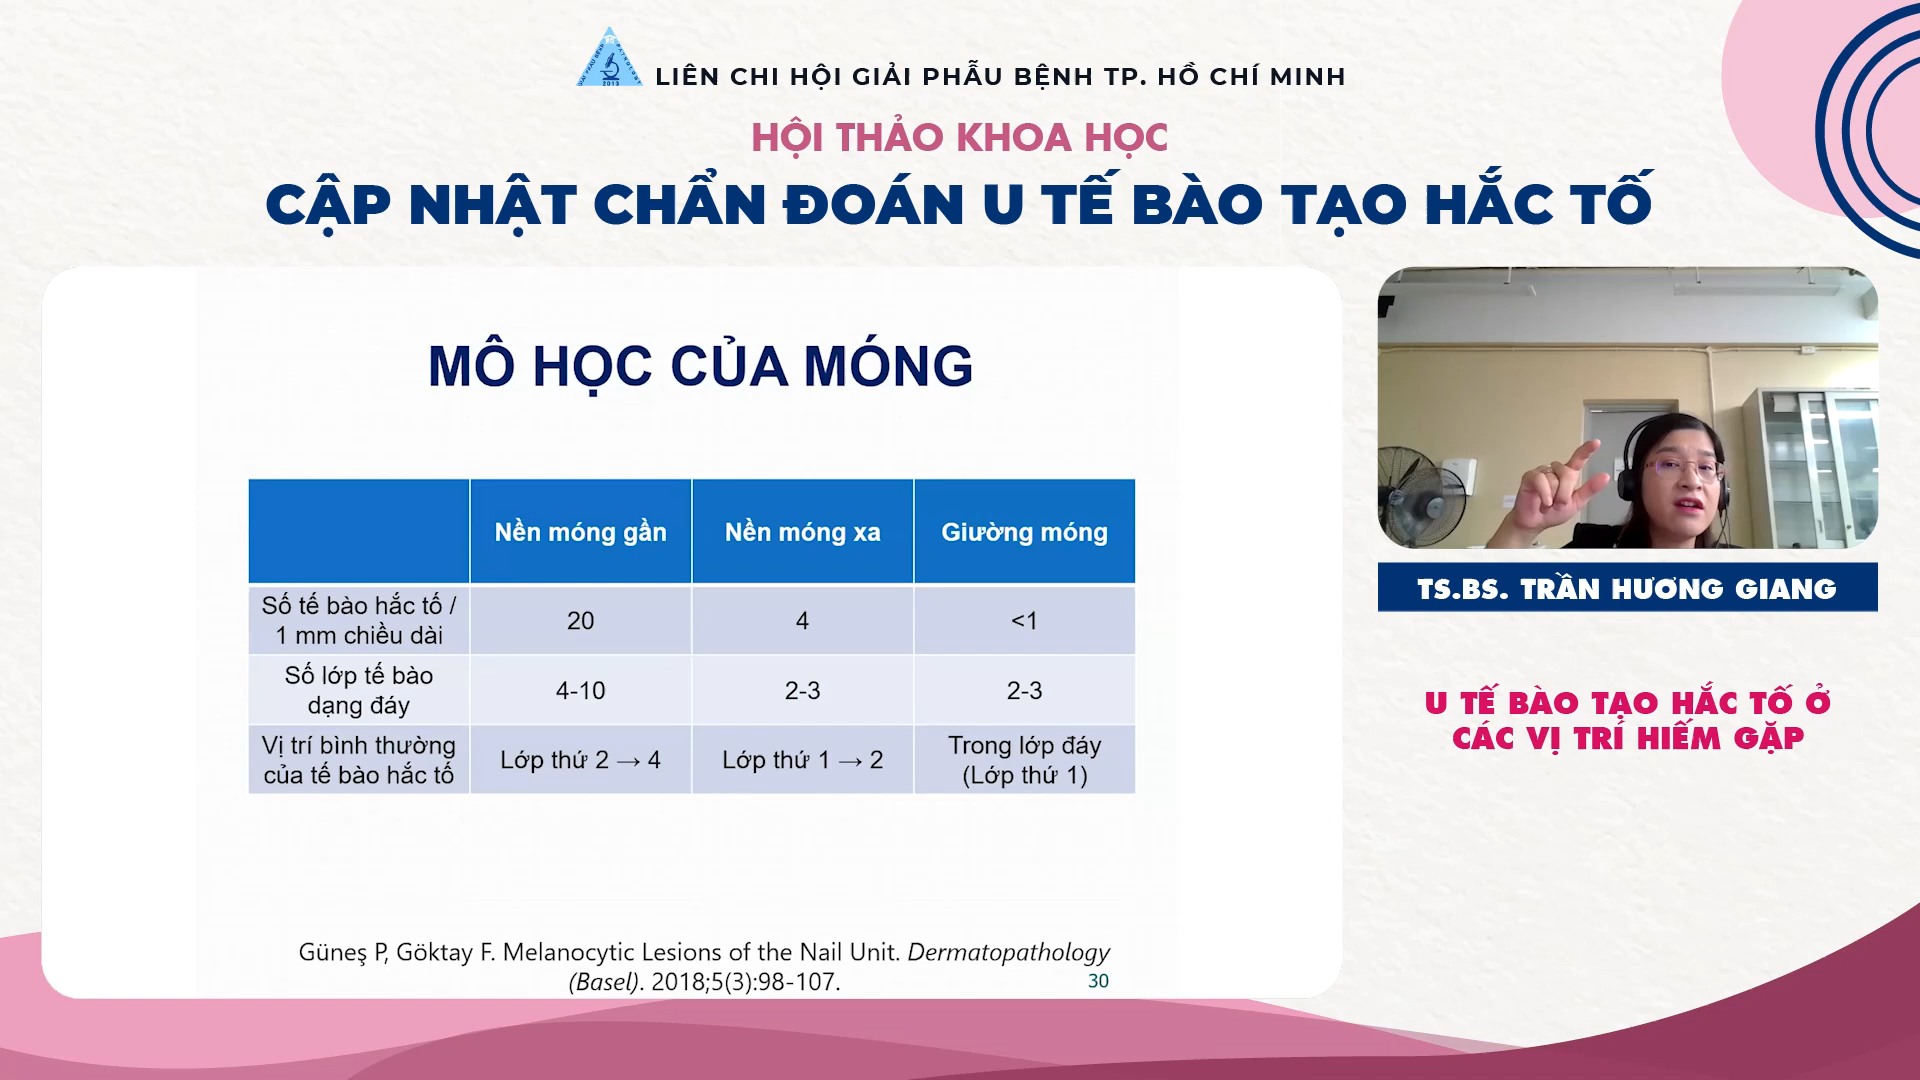 LIÊN CHI HỘI GIẢI PHẪU BỆNH TP. HỒ CHÍ MINH
HỘI THẢO KHOA HỌC
CẬP NHẬT CHẨN ĐOÁN U TẾ BÀO TẠO HẮC TỐ
MÔ HỌC CỦA MÓNG
Nền móng gần Nền móng xa Giường móng
Số tế bào hắc tố /
1 mm chiều dài 20 4 <1
Số lớp tế bào
dạng đáy 4-10 2-3 2-3
Vị trí bình thường
của tế bào hắc tố Lớp thứ 2 → 4 Lớp thứ 1 → 2 Trong lớp đáy
(Lớp thứ 1)
Güneş P, Göktay F. Melanocytic Lesions of the Nail Unit. Dermatopathology
(Basel). 2018;5(3):98-107.
30
TS.BS. TRẦN HƯƠNG GIANG
U TẾ BÀO TẠO HẮC TỐ Ở
CÁC VỊ TRÍ HIẾM GẶP